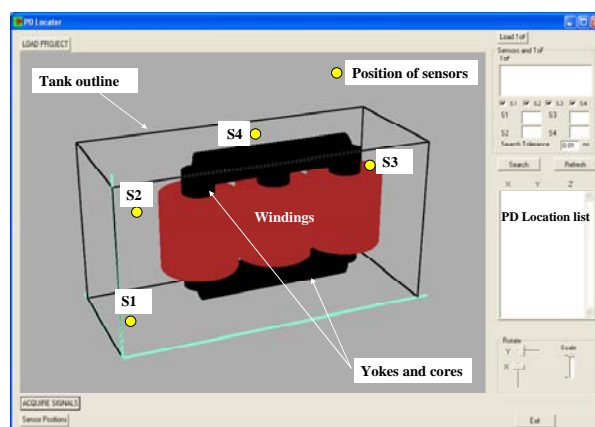 PD Locater
LOAD PROJECT
Load ToF
Sensors and ToF
ToF
Position of sensors
Tank outline
S4
S3
S2
S1
Windings
Yokes and cores
S1 S2 S3 S4
S1 S3
S2 S4
Search Tolerance 0.01
Search Refresh
X Y Z
PD Location list
Rotate
Y
X
Scale
ACQUIRE SIGNALS
Sensor Positions
Exit